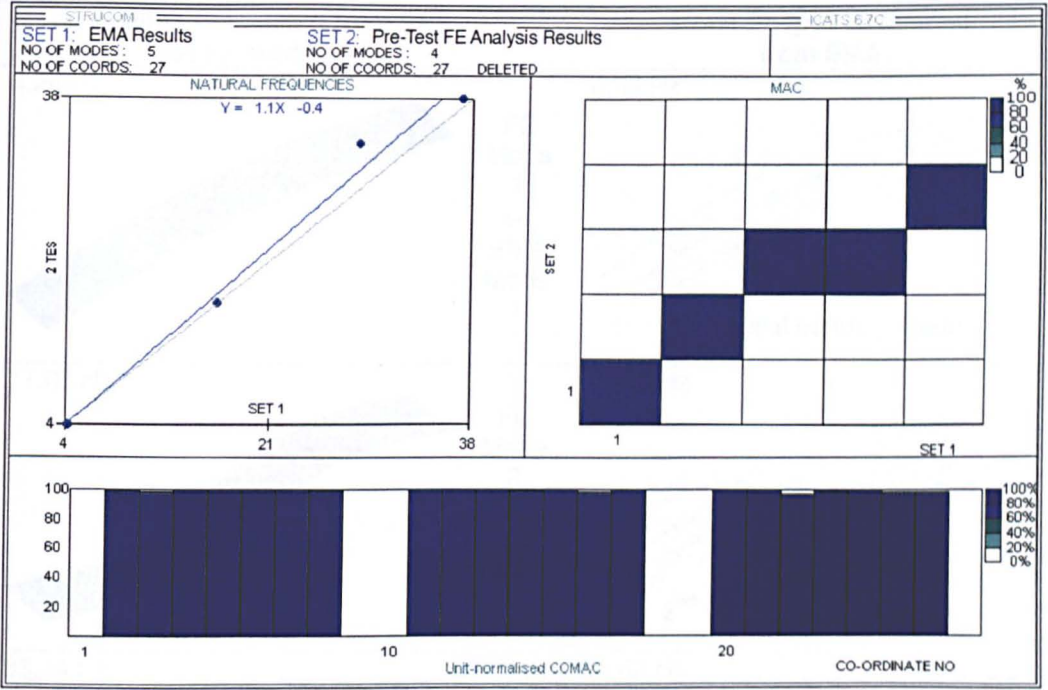 STRUCOM ICATS 6.7C
SET 1: EMA Results SET 2: Pre-Test FE Analysis Results
NO OF MODES: 5 NO OF MODES: 4
NO OF COORDS: 27 NO OF COORDS: 27 DELETED
NATURAL FREQUENCIES
Y = 1.1X -0.4
38
2 TES
4
SET 1
4 21 38
MAC
%
100
80
60
40
20
0
SET 2
1
1
SET 1
100
80
60
40
20
1 10 20
Unit-normalised COMAC CO-ORDINATE NO
100%
80%
60%
40%
20%
0%